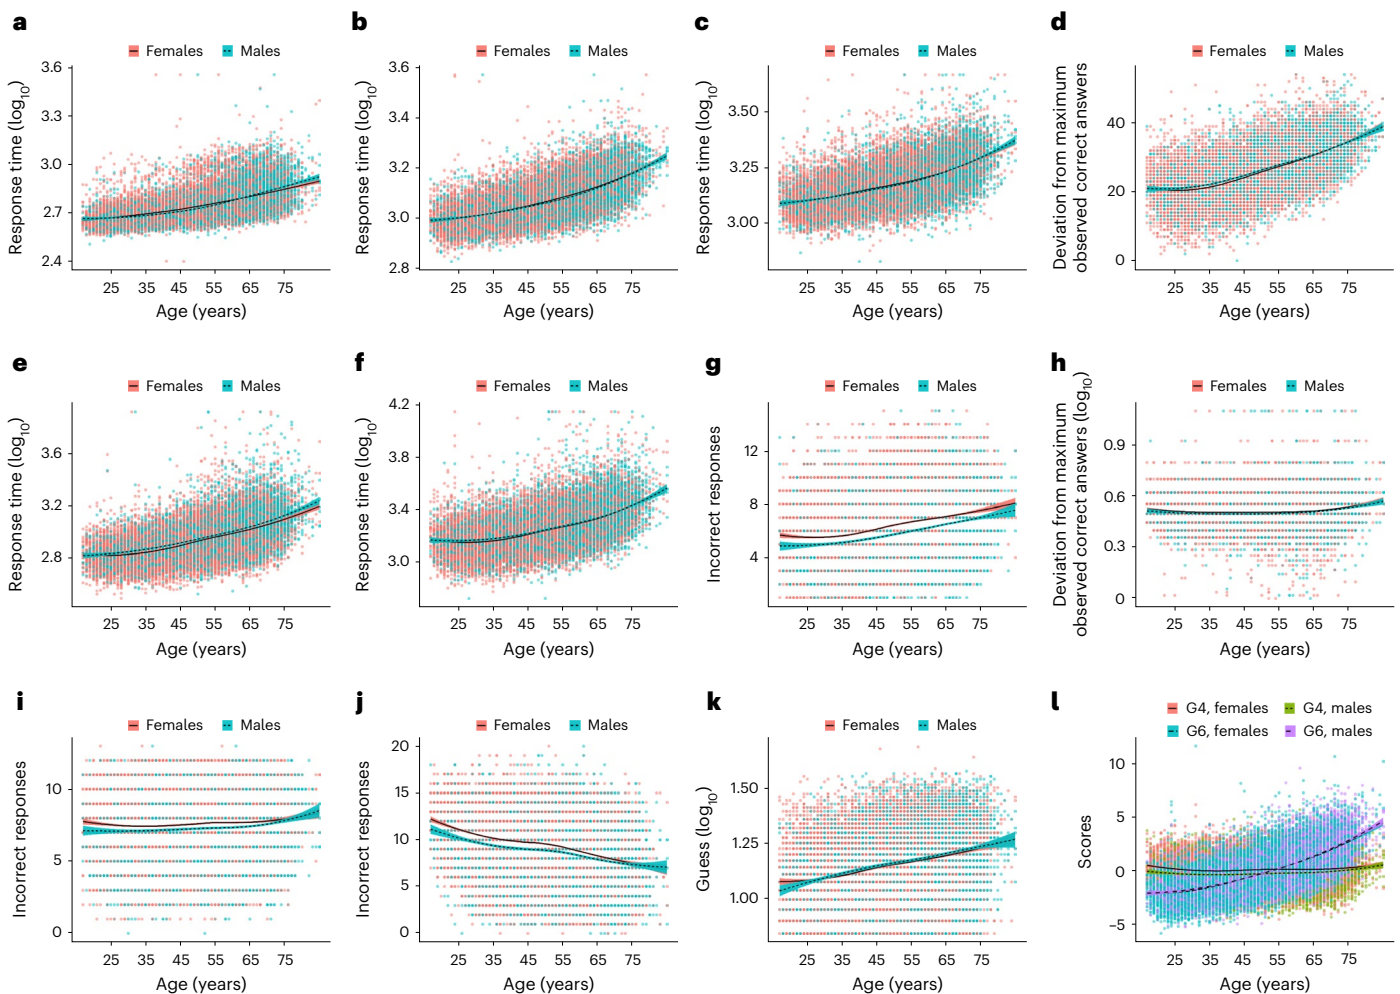 a
Females Males
Response time (log10)
3.6
3.3
3.0
2.7
2.4
25 35 45 55 65 75
Age (years)
b
Females Males
Response time (log10)
3.6
3.4
3.2
3.0
2.8
25 35 45 55 65 75
Age (years)
c
Females Males
Response time (log10)
3.50
3.25
3.00
25 35 45 55 65 75
Age (years)
d
Females Males
Deviation from maximum
observed correct answers
40
20
0
25 35 45 55 65 75
Age (years)
e
Females Males
Response time (log10)
3.6
3.2
2.8
25 35 45 55 65 75
Age (years)
f
Females Males
Response time (log10)
4.2
3.8
3.4
3.0
25 35 45 55 65 75
Age (years)
g
Females Males
Incorrect responses
12
8
4
25 35 45 55 65 75
Age (years)
h
Females Males
Deviation from maximum
observed correct answers (log10)
0.9
0.6
0.3
0
25 35 45 55 65 75
Age (years)
i
Females Males
Incorrect responses
10
5
0
25 35 45 55 65 75
Age (years)
j
Females Males
Incorrect responses
20
15
10
5
0
25 35 45 55 65 75
Age (years)
k
Females Males
Guess (log10)
1.50
1.25
1.00
25 35 45 55 65 75
Age (years)
l
G4, females G4, males
G6, females G6, males
Scores
10
5
0
−5
25 35 45 55 65 75
Age (years)